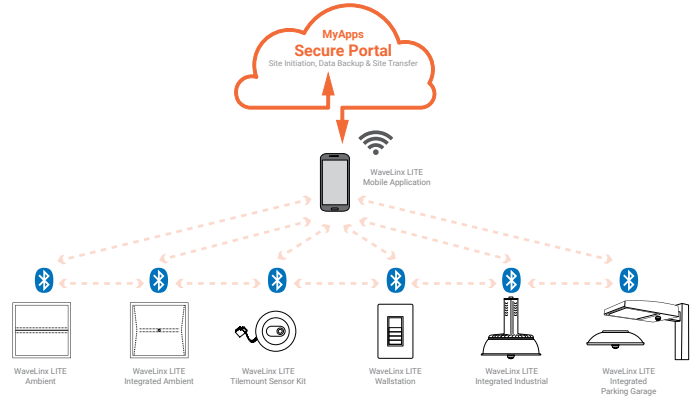 MyApps
Secure Portal
Site Initiation, Data Backup & Site Transfer
WaveLinx LITE
Mobile Application
WaveLinx LITE
Ambient
WaveLinx LITE
Integrated Ambient
WaveLinx LITE
Tilemount Sensor Kit
WaveLinx LITE
Wallstation
WaveLinx LITE
Integrated Industrial
WaveLinx LITE
Integrated
Parking Garage